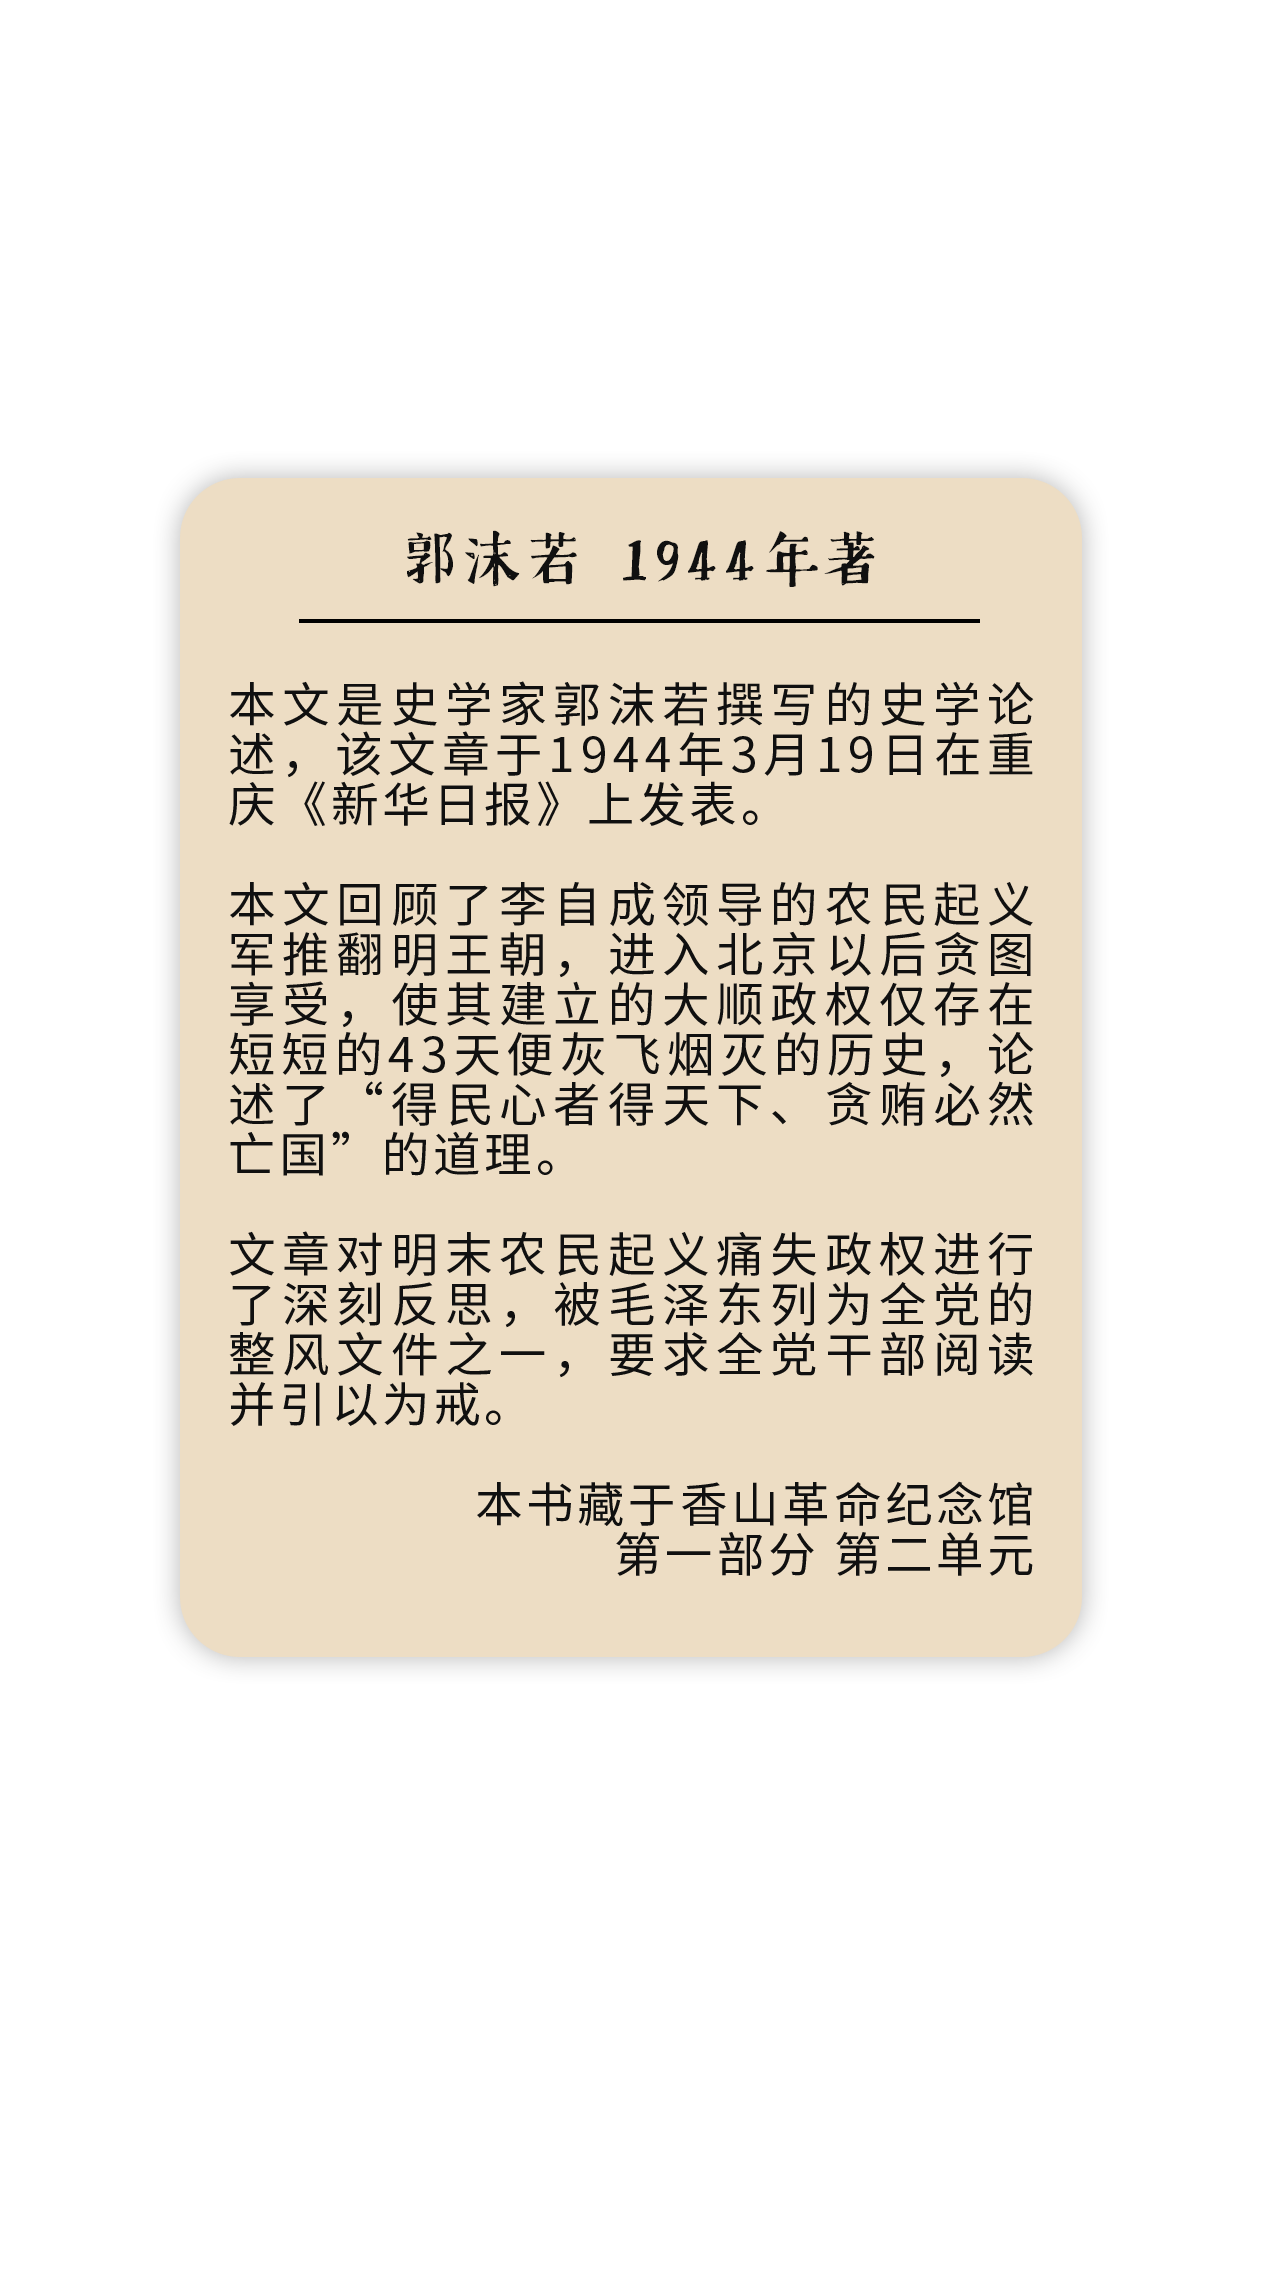 郭沫若 1944年著
本文是史学家郭沫若撰写的史学论
述，该文章于1944年3月19日在重
庆《新华日报》上发表。
本文回顾了李自成领导的农民起义
军推翻明王朝，进入北京以后贪图
享受，使其建立的大顺政权仅存在
短短的43天便灰飞烟灭的历史，论
述了“得民心者得天下、贪贿必然
亡国”的道理。
文章对明末农民起义痛失政权进行
了深刻反思，被毛泽东列为全党的
整风文件之一，要求全党干部阅读
并引以为戒。
本书藏于香山革命纪念馆
第一部分 第二单元